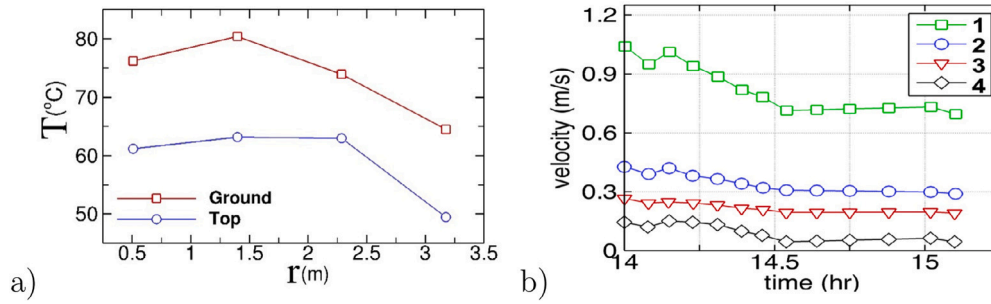 a)
T(°C)
80
70
60
50
Ground
Top
0.5 1 1.5 2 2.5 3 3.5
r(m)
b)
velocity (m/s)
1.2
0.9
0.6
0.3
0
1
2
3
4
14 14.5 15
time (hr)